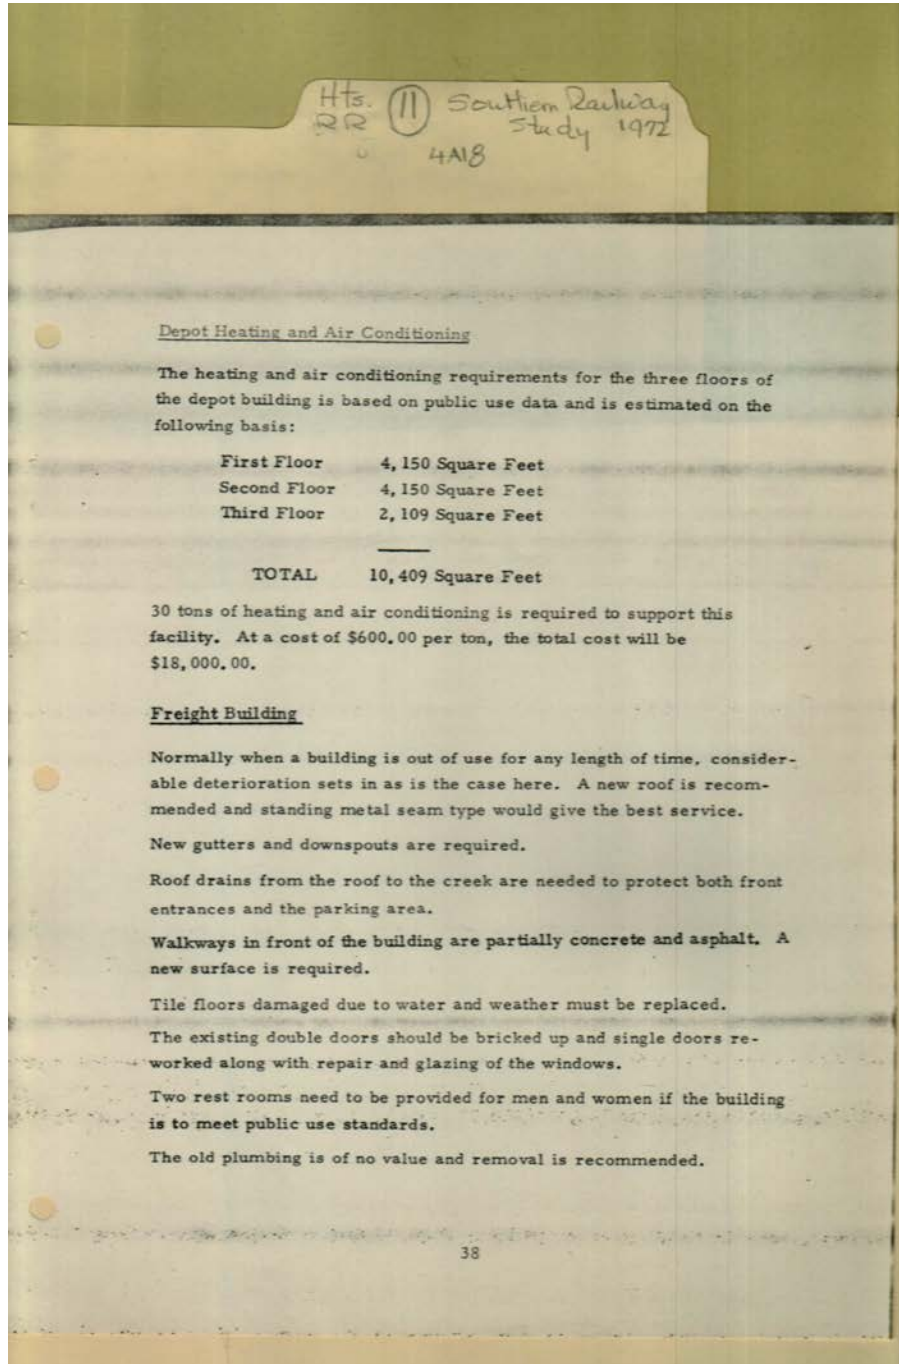 Hts. 11 Southern Railway
RR Study 1972
4A18
Depot Heating and Air Conditioning
The heating and air conditioning requirements for the three floors of
the depot building is based on public use data and is estimated on the
following basis:
First Floor 4,150 Square Feet
Second Floor 4,150 Square Feet
Third Floor 2,109 Square Feet
TOTAL 10,409 Square Feet
30 tons of heating and air conditioning is required to support this
facility. At a cost of $600.00 per ton, the total cost will be
$18,000.00.
Freight Building
Normally when a building is out of use for any length of time, consider-
able deterioration sets in as is the case here. A new roof is recom-
mended and standing metal seam type would give the best service.
New gutters and downspouts are required.
Roof drains from the roof to the creek are needed to protect both front
entrances and the parking area.
Walkways in front of the building are partially concrete and asphalt. A
new surface is required.
Tile floors damaged due to water and weather must be replaced.
The existing double doors should be bricked up and single doors re-
worked along with repair and glazing of the windows.
Two rest rooms need to be provided for men and women if the building
is to meet public use standards.
The old plumbing is of no value and removal is recommended.
38